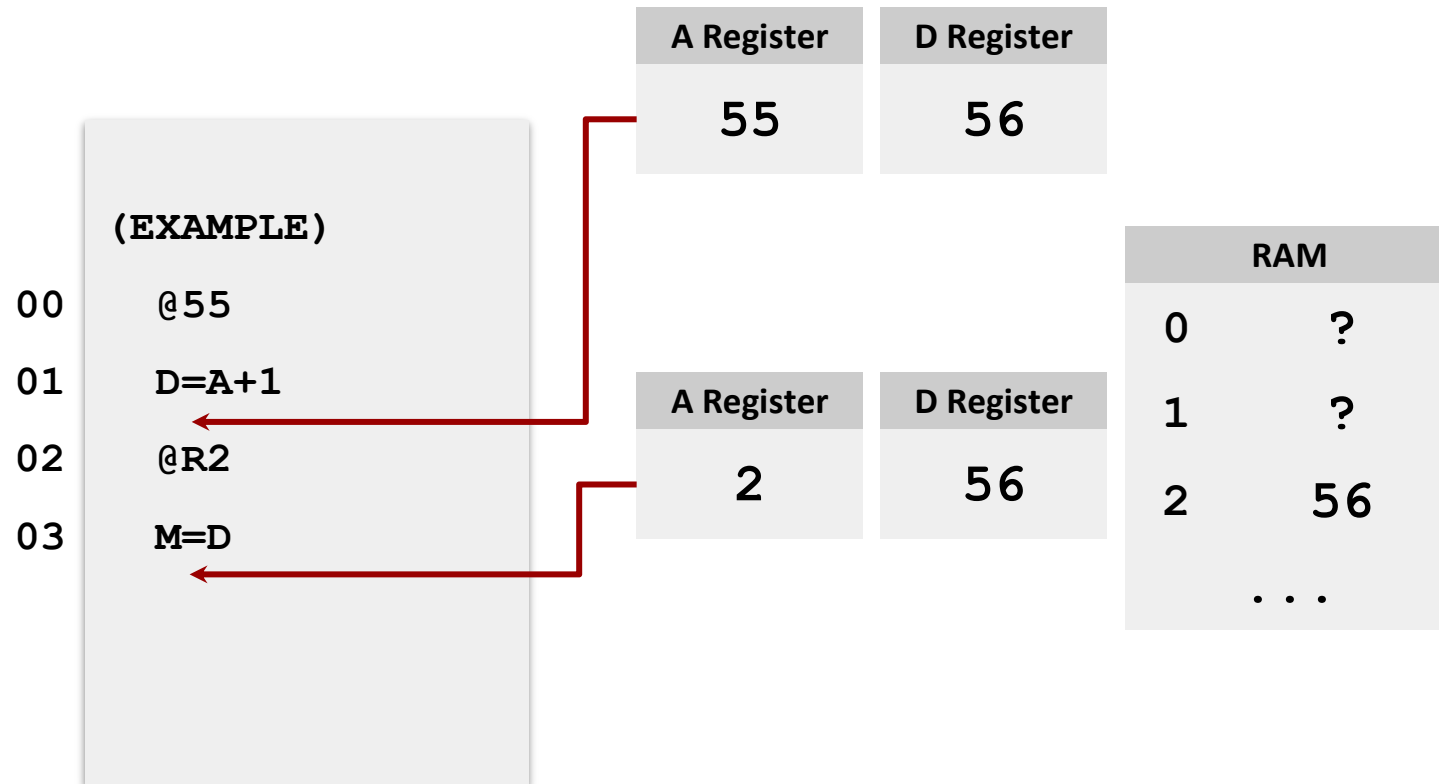 A Register D Register
55 56
(EXAMPLE)
00 @55
01 D=A+1
02 @R2
03 M=D
A Register D Register
2 56
RAM
0 ?
1 ?
2 56
...